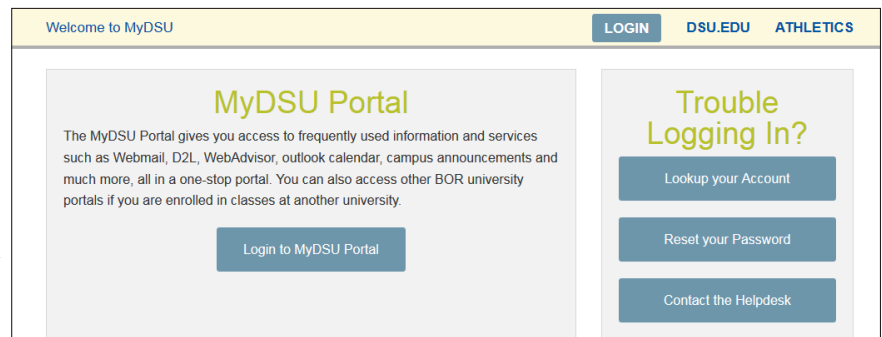 Welcome to MyDSU
LOGIN DSU.EDU ATHLETICS
MyDSU Portal
The MyDSU Portal gives you access to frequently used information and services
such as Webmail, D2L, WebAdvisor, outlook calendar, campus announcements and
much more, all in a one-stop portal. You can also access other BOR university
portals if you are enrolled in classes at another university.
Login to MyDSU Portal
Trouble
Logging In?
Lookup your Account
Reset your Password
Contact the Helpdesk